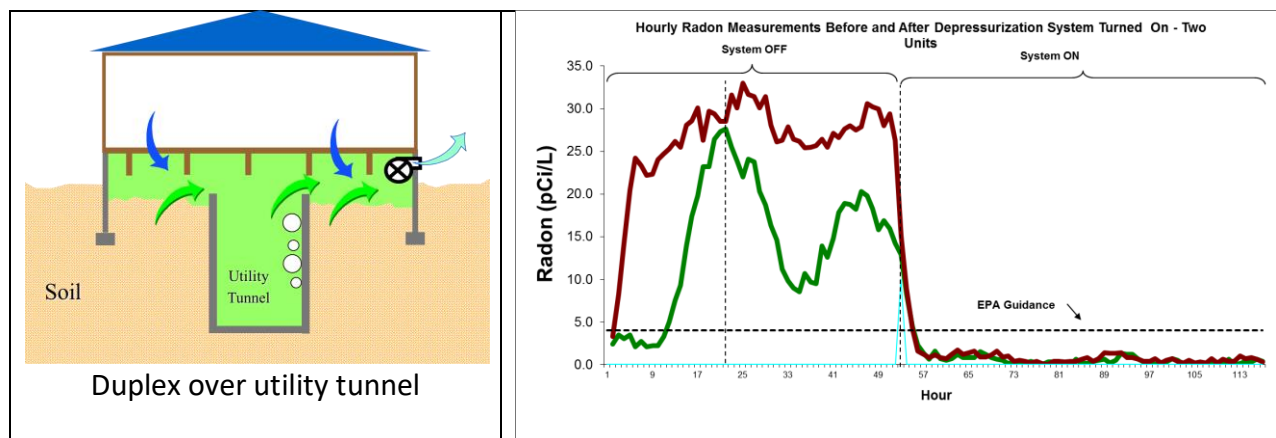 Utility
Tunnel
Soil
Duplex over utility tunnel
Hourly Radon Measurements Before and After Depressurization System Turned On - Two
Units
System OFF
System ON
35.0
30.0
25.0
20.0
15.0
10.0
5.0
0.0
Radon (pCi/L)
EPA Guidance
1 9 17 25 33 41 49 57 65 73 81 89 97 105 113
Hour